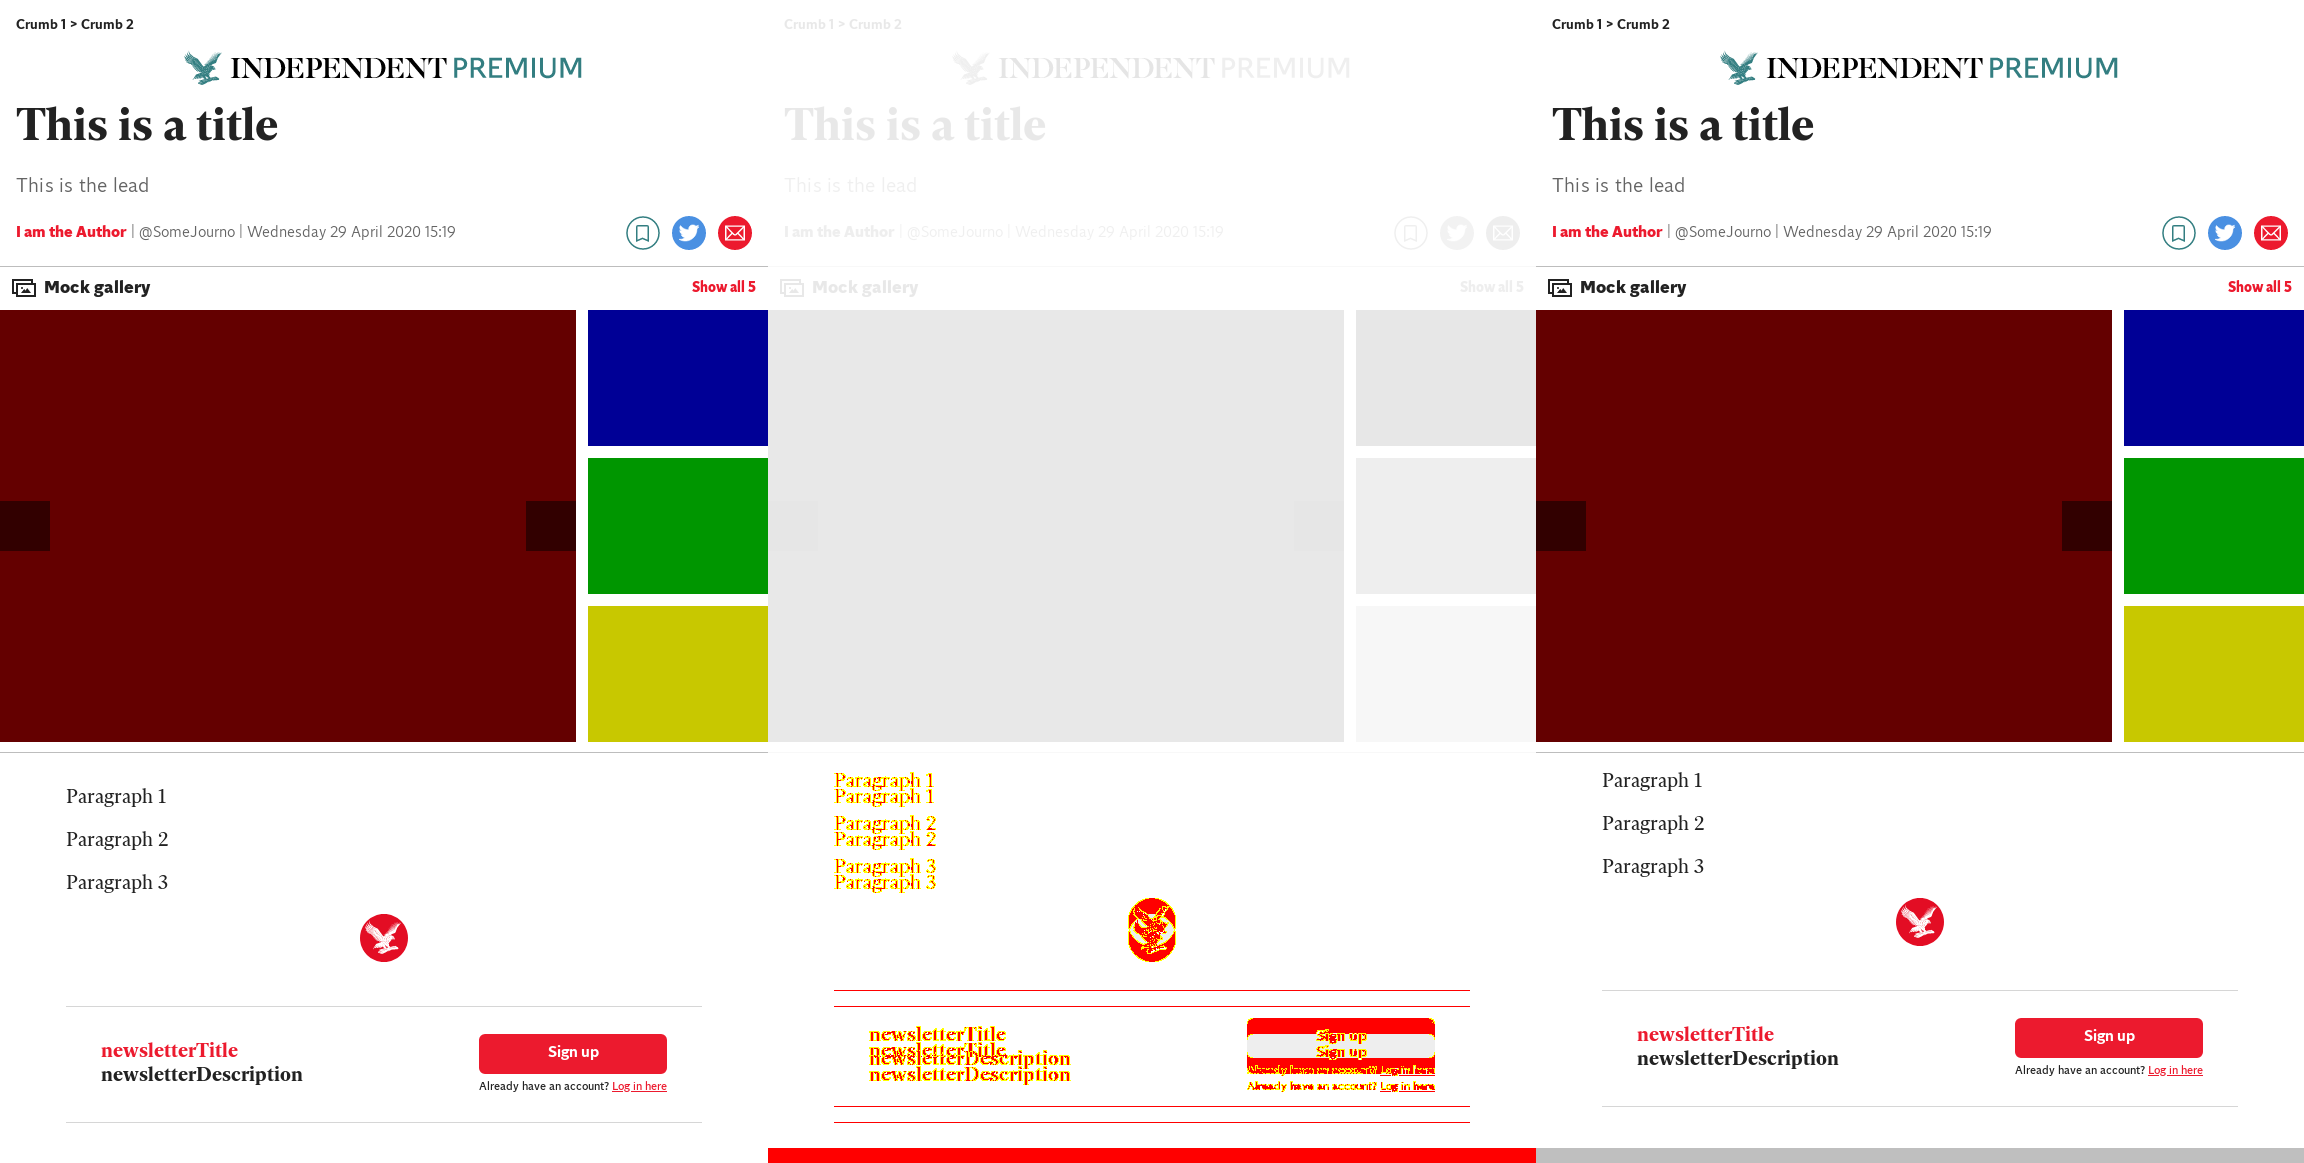 Crumb 1 > Crumb 2
INDEPENDENT PREMIUM
This is a title
This is the lead
I am the Author | @SomeJourno | Wednesday 29 April 2020 15:19
Mock gallery
Show all 5
Paragraph 1
Paragraph 2
Paragraph 3
newsletterTitle
newsletterDescription
Sign up
Already have an account? Log in here
Crumb 1 > Crumb 2
INDEPENDENT PREMIUM
This is a title
This is the lead
I am the Author | @SomeJourno | Wednesday 29 April 2020 15:19
Mock gallery
Show all 5
Paragraph 1
Paragraph 1
Paragraph 2
Paragraph 2
Paragraph 3
Paragraph 3
newsletterTitle
newsletterTitle
newsletterDescription
newsletterDescription
Sign up
Sign up
Already have an account? Log in here
Already have an account? Log in here
Crumb 1 > Crumb 2
INDEPENDENT PREMIUM
This is a title
This is the lead
I am the Author | @SomeJourno | Wednesday 29 April 2020 15:19
Mock gallery
Show all 5
Paragraph 1
Paragraph 2
Paragraph 3
newsletterTitle
newsletterDescription
Sign up
Already have an account? Log in here